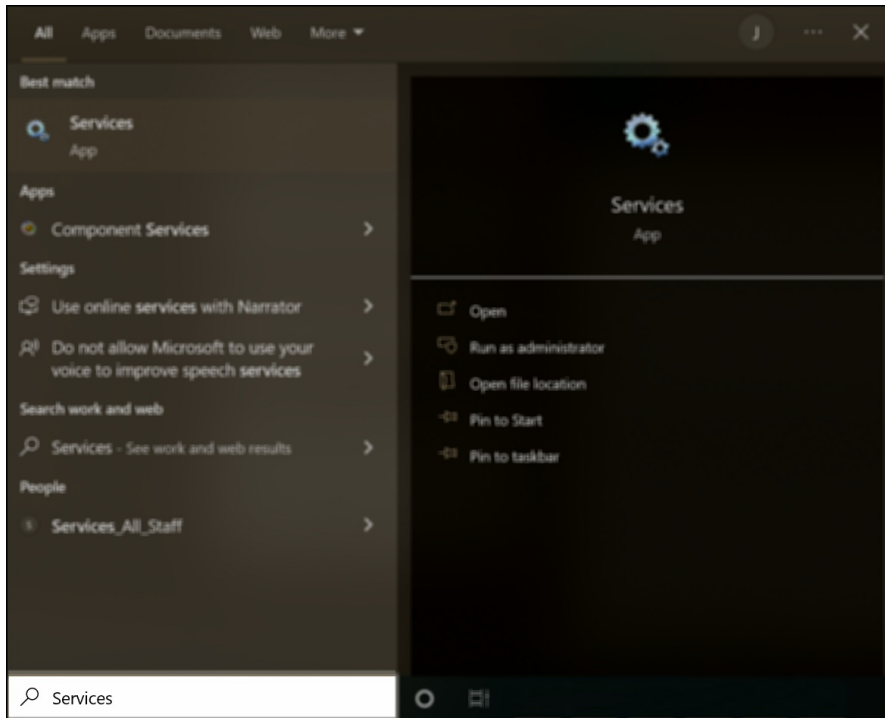 All Apps Documents Web More J
Best match
Services
App
Apps
Component Services
Settings
Use online services with Narrator
Do not allow Microsoft to use your
voice to improve speech services
Search work and web
Services - See work and web results
People
S Services_All_Staff
Services
Services
App
Open
Run as administrator
Open file location
Pin to Start
Pin to taskbar